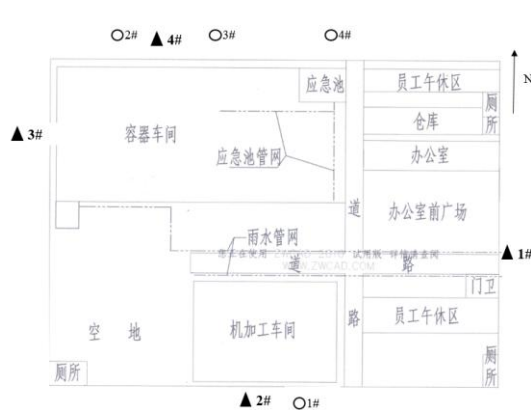 2#
4#
3#
4#
N
应急池
员工午休区
厕所
仓库
3#
容器车间
应急池管网
办公室
道
办公室前广场
雨水管网
1#
道
路
WWW.ZWCAD.COM
门卫
空地
机加工车间
路
员工午休区
厕所
厕所
2#
1#